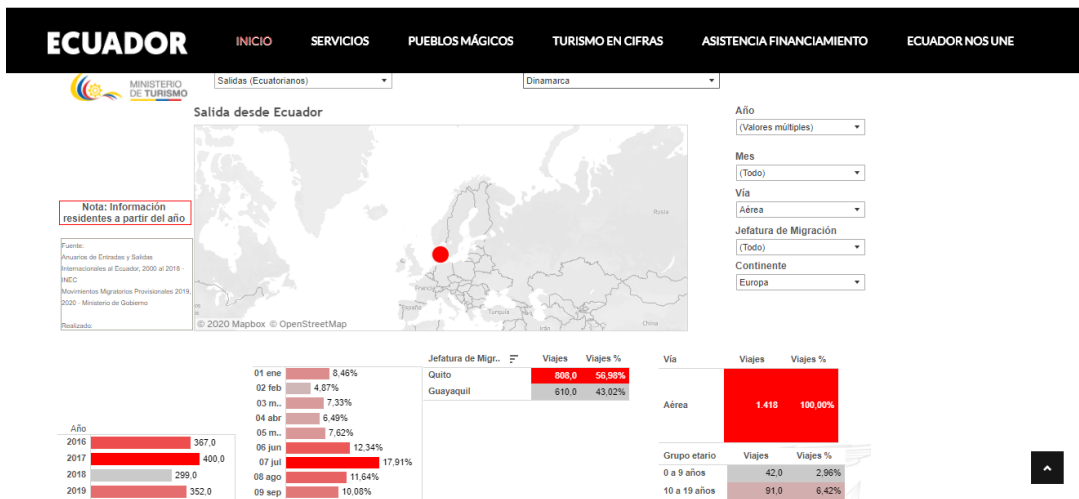 ECUADOR INICIO SERVICIOS PUEBLOS MÁGICOS TURISMO EN CIFRAS ASISTENCIA FINANCIAMIENTO ECUADOR NOS UNE
MINISTERIO
DE TURISMO
Salidas (Ecuatorianos)
Dinamarca
Salida desde Ecuador
Rusia
Francia
España
Turquía
Irán
China
© 2020 Mapbox © OpenStreetMap
Año
(Valores múltiples)
Mes
(Todo)
Vía
Aérea
Jefatura de Migración
(Todo)
Continente
Europa
Nota: Información
residentes a partir del año
Fuente:
Anuarios de Entradas y Salidas
Internacionales al Ecuador, 2000 al 2018 -
INEC
Movimientos Migratorios Provisionales 2019,
2020 - Ministerio de Gobierno
Realizado:
Año
2016 367,0
2017 400,0
2018 299,0
2019 352,0
01 ene 8,46%
02 feb 4,87%
03 m.. 7,33%
04 abr 6,49%
05 m.. 7,62%
06 jun 12,34%
07 jul 17,91%
08 ago 11,64%
09 sep 10,08%
Jefatura de Migr.. Viajes Viajes %
Quito 808,0 56,98%
Guayaquil 610,0 43,02%
Vía Viajes Viajes %
Aérea 1.418 100,00%
Grupo etario Viajes Viajes %
0 a 9 años 42,0 2,96%
10 a 19 años 91,0 6,42%